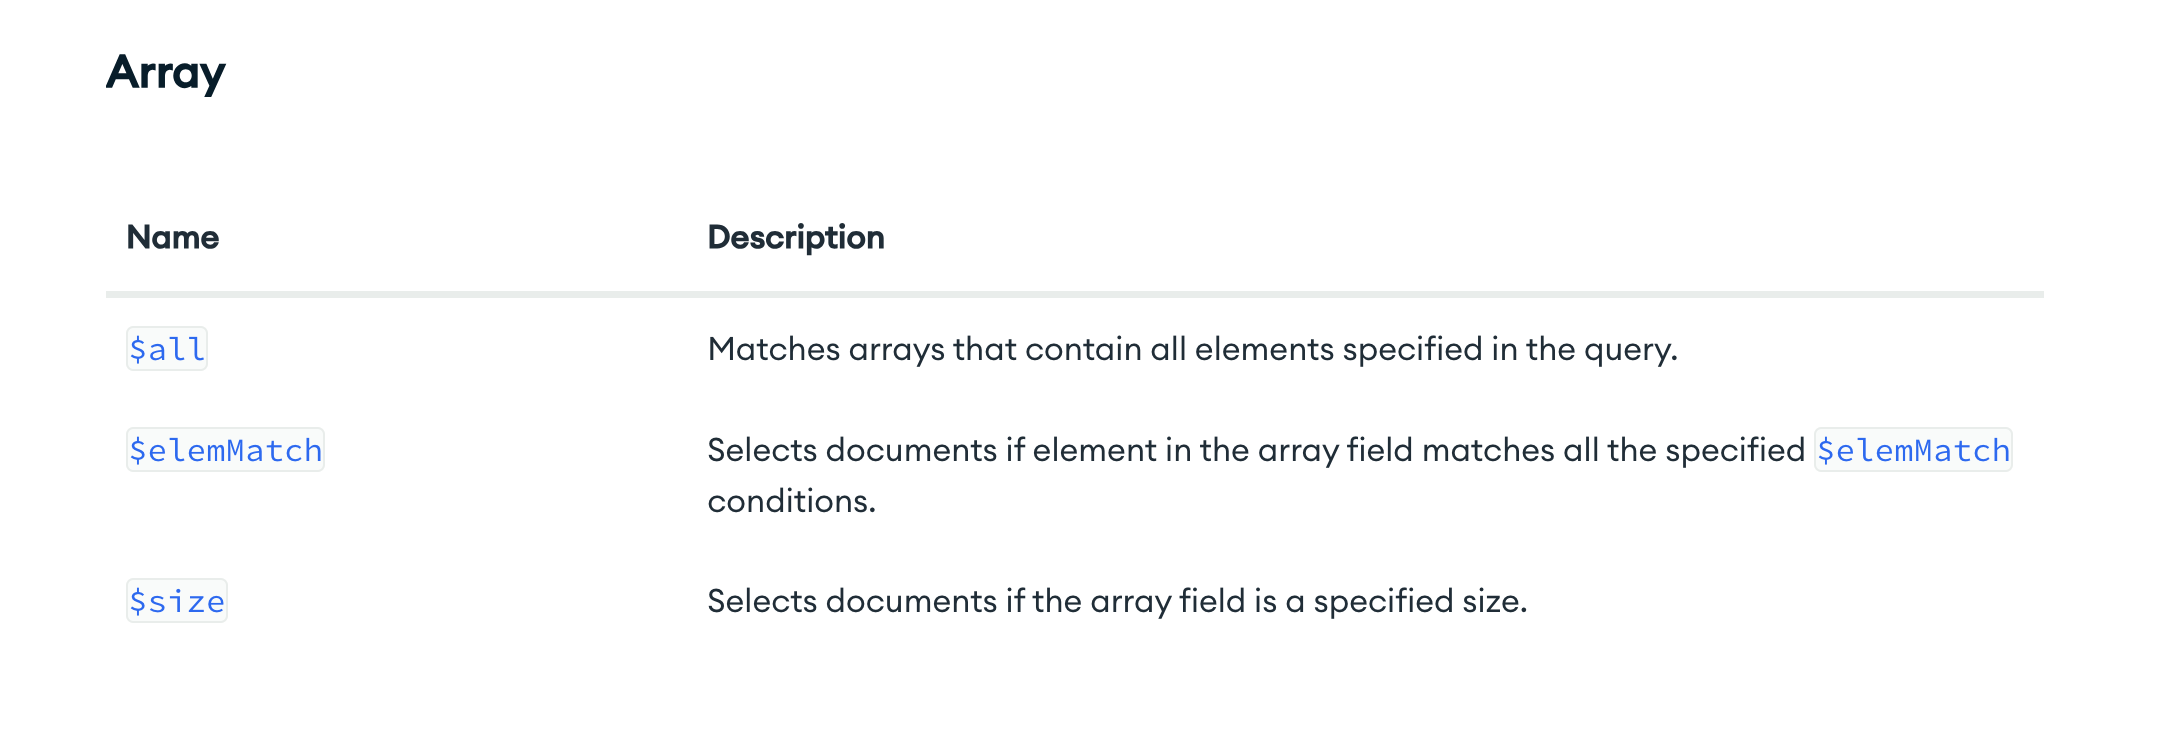 Array
Name Description
$all Matches arrays that contain all elements specified in the query.
$elemMatch Selects documents if element in the array field matches all the specified $elemMatch
conditions.
$size Selects documents if the array field is a specified size.